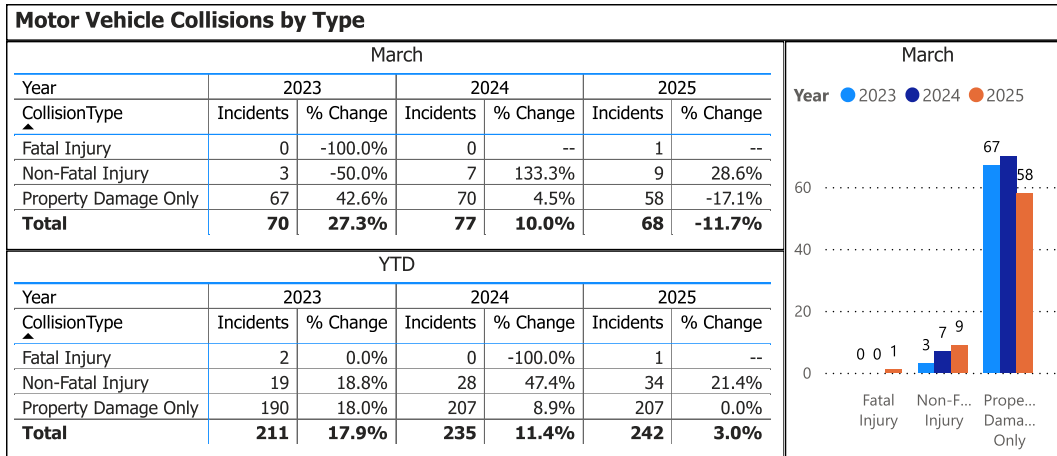 Motor Vehicle Collisions by Type
March
Year 2023 2024 2025
CollisionType Incidents % Change Incidents % Change Incidents % Change
Fatal Injury 0 -100.0% 0 -- 1 --
Non-Fatal Injury 3 -50.0% 7 133.3% 9 28.6%
Property Damage Only 67 42.6% 70 4.5% 58 -17.1%
Total 70 27.3% 77 10.0% 68 -11.7%
YTD
Year 2023 2024 2025
CollisionType Incidents % Change Incidents % Change Incidents % Change
Fatal Injury 2 0.0% 0 -100.0% 1 --
Non-Fatal Injury 19 18.8% 28 47.4% 34 21.4%
Property Damage Only 190 18.0% 207 8.9% 207 0.0%
Total 211 17.9% 235 11.4% 242 3.0%
March
Year 2023 2024 2025
67
58
60
40
20
3 7 9
0 0 1
0
Fatal Non-F... Prope...
Injury Injury Dama...
Only